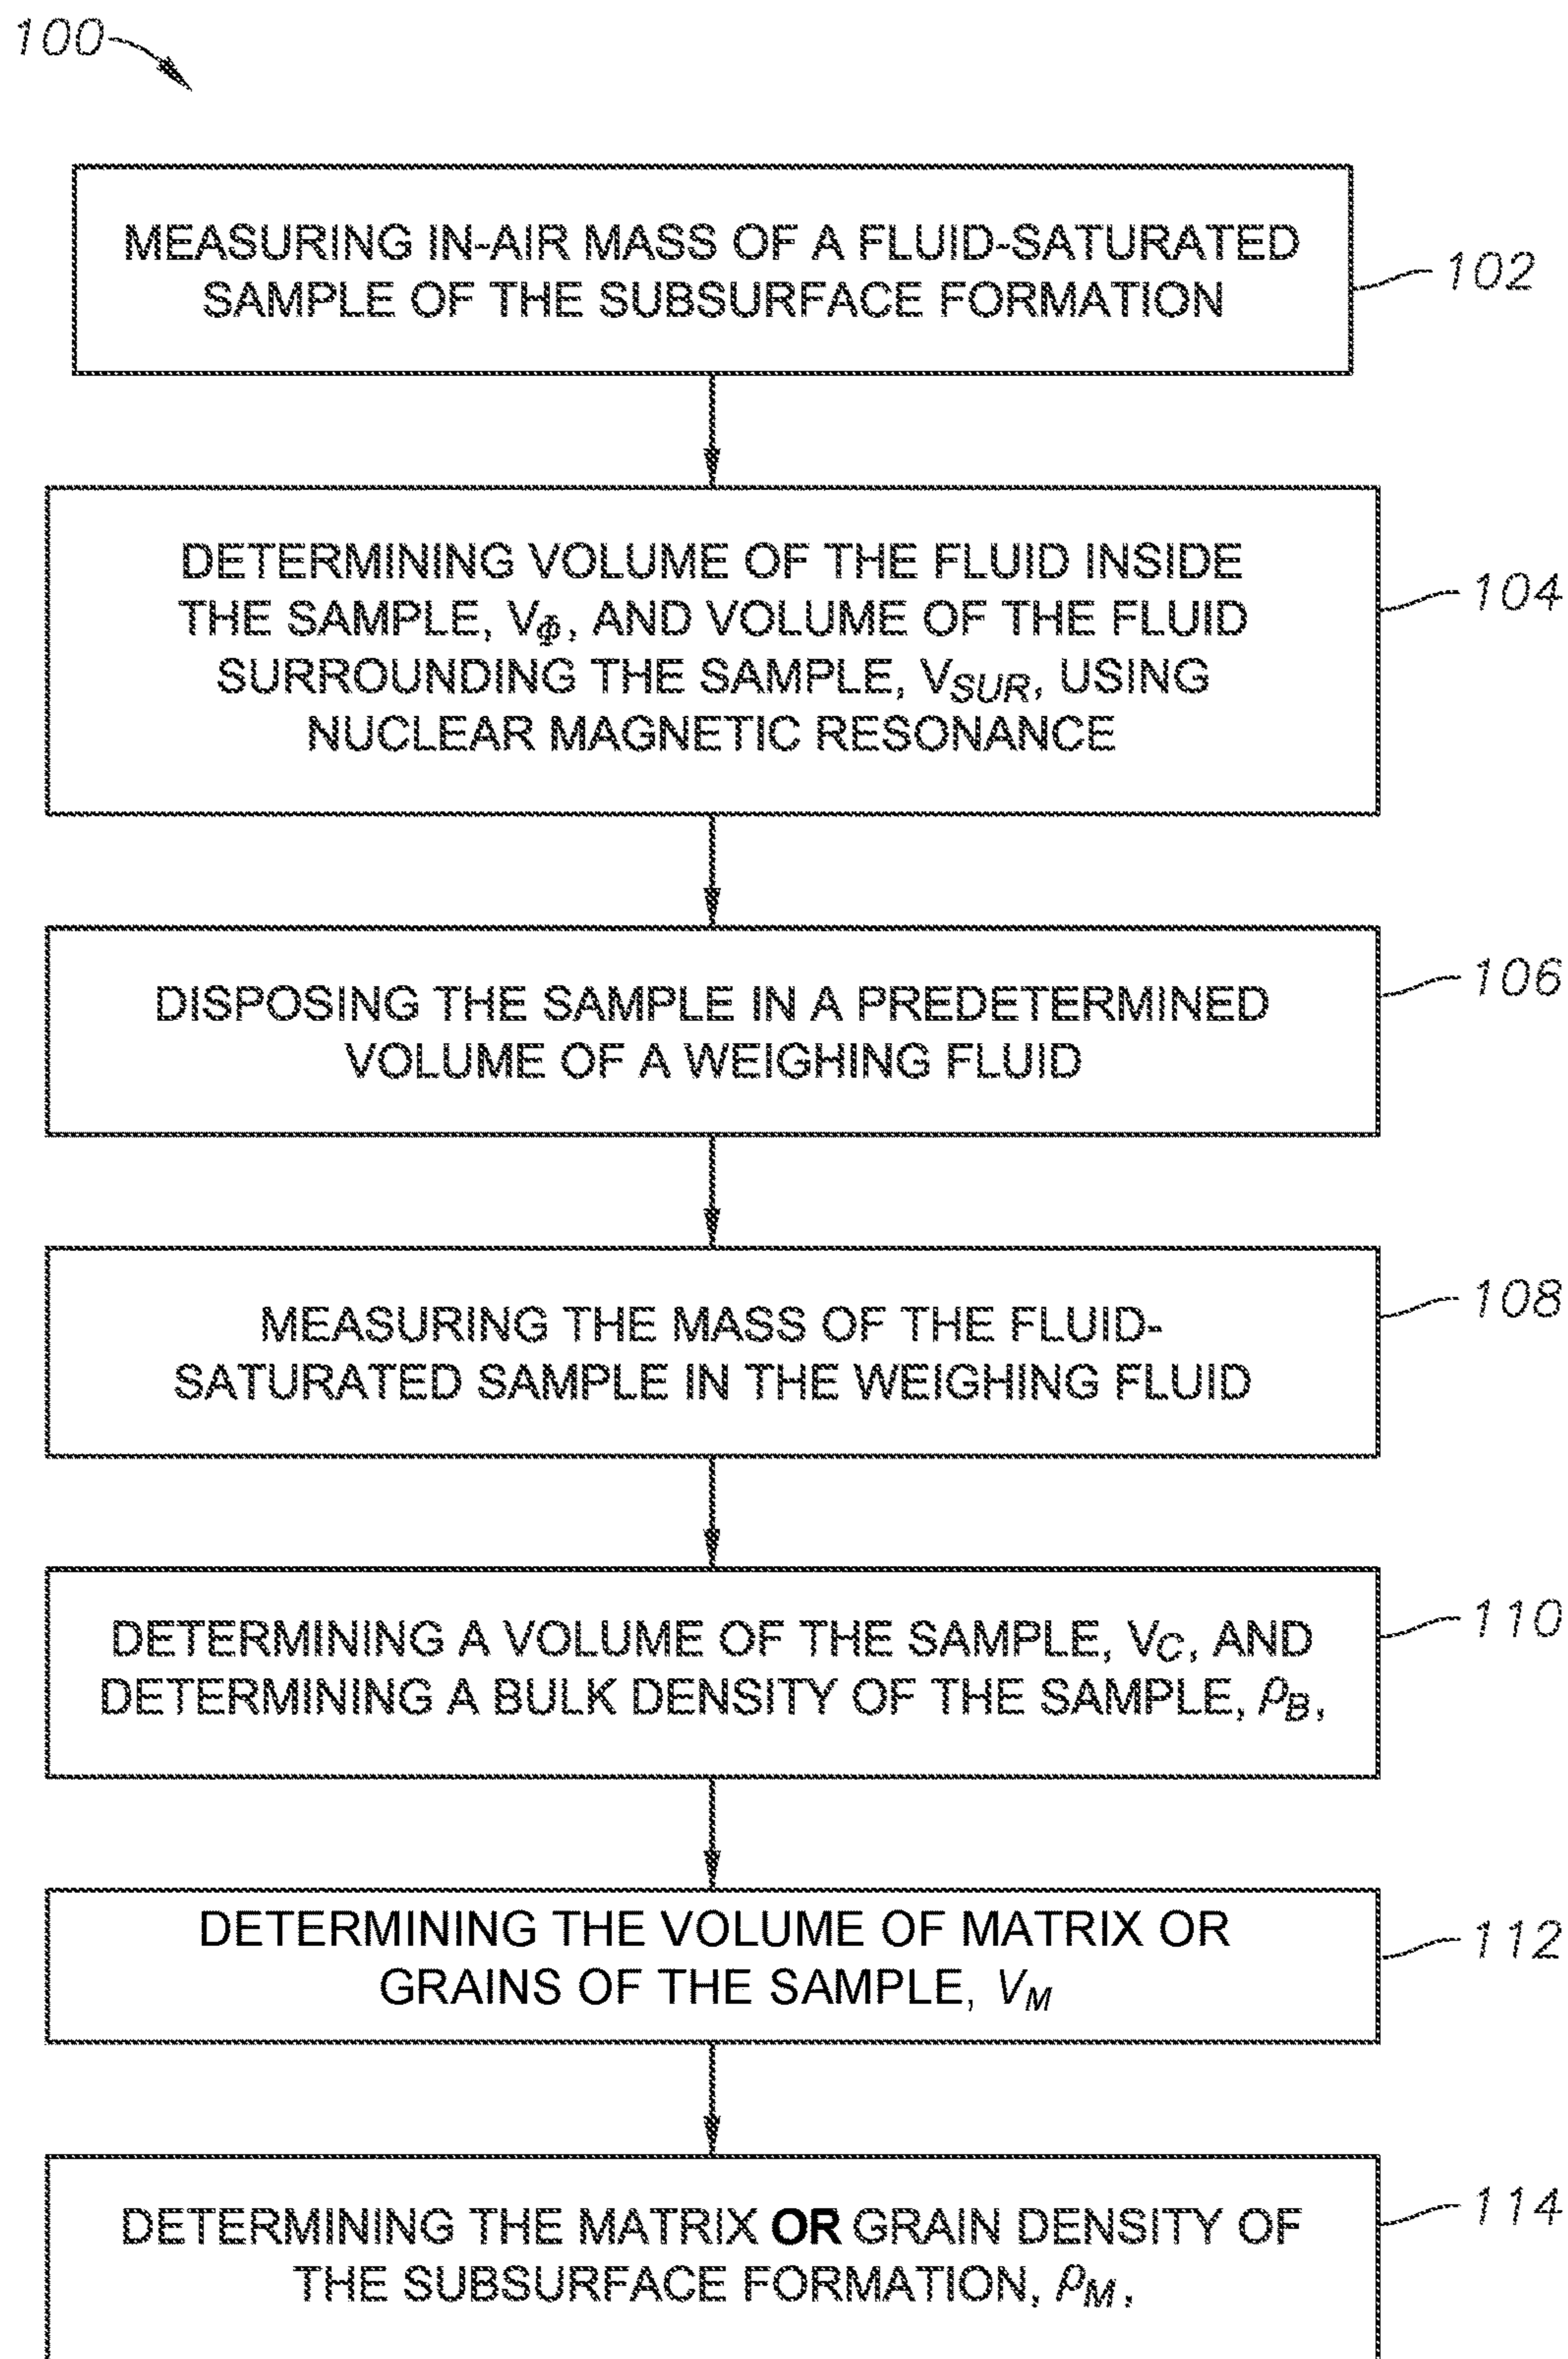 100
MEASURING IN-AIR MASS OF A FLUID-SATURATED
SAMPLE OF THE SUBSURFACE FORMATION
102
DETERMINING VOLUME OF THE FLUID INSIDE
THE SAMPLE, VΦ, AND VOLUME OF THE FLUID
SURROUNDING THE SAMPLE, VSUR, USING
NUCLEAR MAGNETIC RESONANCE
104
DISPOSING THE SAMPLE IN A PREDETERMINED
VOLUME OF A WEIGHING FLUID
106
MEASURING THE MASS OF THE FLUID-
SATURATED SAMPLE IN THE WEIGHING FLUID
108
DETERMINING A VOLUME OF THE SAMPLE, VC, AND
DETERMINING A BULK DENSITY OF THE SAMPLE, ρB,
110
DETERMINING THE VOLUME OF MATRIX OR
GRAINS OF THE SAMPLE, VM
112
DETERMINING THE MATRIX OR GRAIN DENSITY OF
THE SUBSURFACE FORMATION, ρM,
114